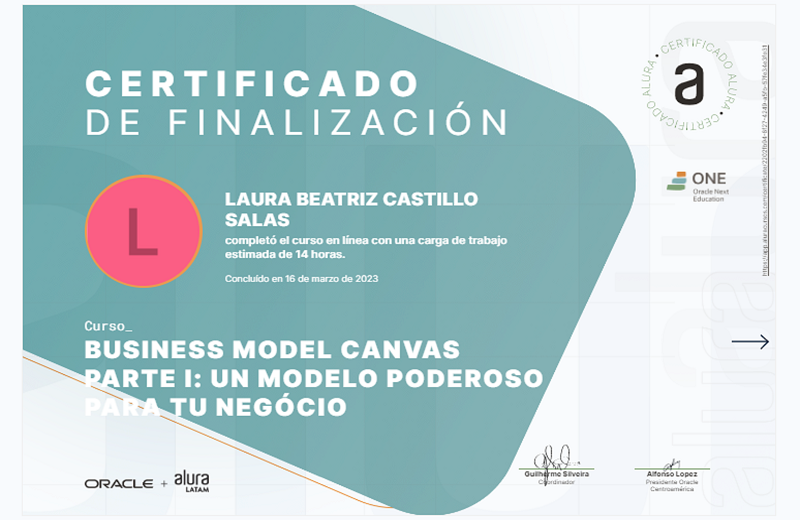 CERTIFICADO
DE FINALIZACIÓN
CERTIFICADO ALURA • CERTIFICADO ALURA •
a
ONE
Oracle Next
Education
L
LAURA BEATRIZ CASTILLO
SALAS
completó el curso en línea con una carga de trabajo
estimada de 14 horas.
Concluído en 16 de marzo de 2023
Curso_
BUSINESS MODEL CANVAS
PARTE I: UN MODELO PODEROSO
PARA TU NEGÓCIO
ORACLE + alura
LATAM
Guilherme Silveira
Coordinador
Alfonso Lopez
Presidente Oracle
Centroamérica
alura